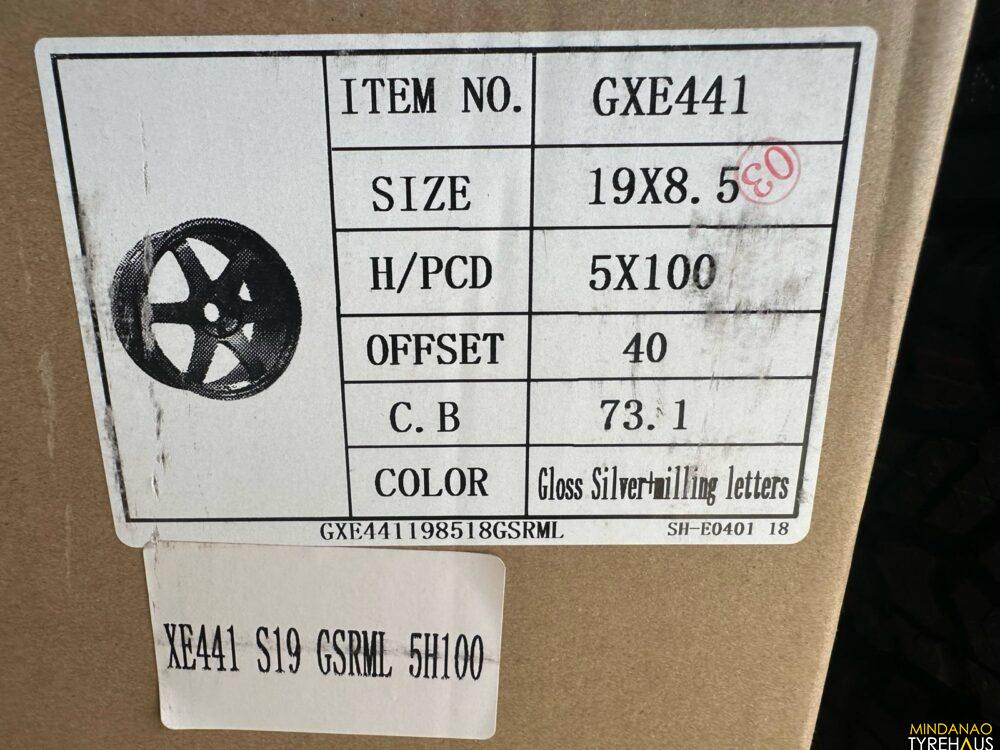 ITEM NO. GXE441
SIZE 19X8.5
03
H/PCD 5X100
OFFSET 40
C.B 73.1
COLOR Gloss Silver+milling letters
GXE441198518GSRML SH-E0401 18
XE441 S19 GSRML 5H100
MINDANAO
TYREHAUS